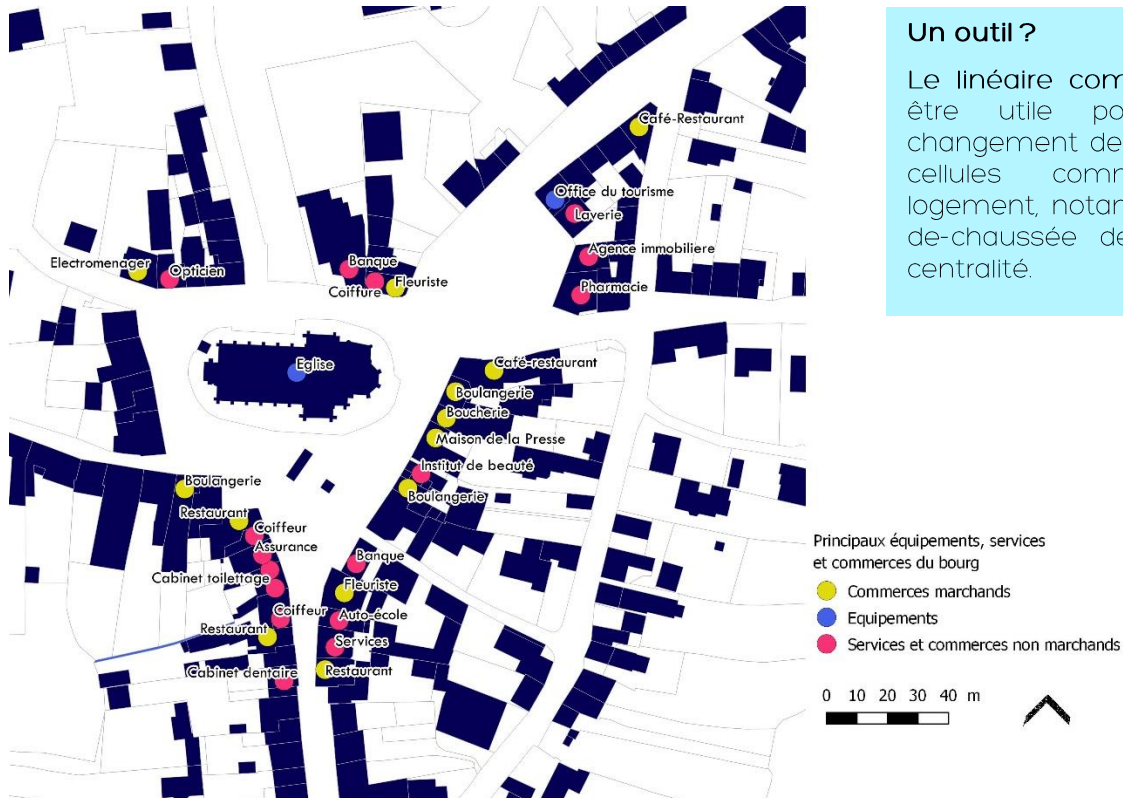 Café-Restaurant
Office du tourisme
Laverie
Agence immobiliere
Electromenager
Opticien
Banque
Coiffure
Fleuriste
Pharmacie
Eglise
Café-restaurant
Boulangerie
Boucherie
Maison de la Presse
Institut de beauté
Boulangerie
Boulangerie
Restaurant
Coiffeur
Assurance
Cabinet toilettage
Coiffeur
Restaurant
Cabinet dentaire
Banque
Fleuriste
Auto-école
Services
Restaurant
Un outil ?
Le linéaire com
être utile po
changement de
cellules comm
logement, notan
de-chaussée de
centralité.
Principaux équipements, services
et commerces du bourg
Commerces marchands
Equipements
Services et commerces non marchands
0 10 20 30 40 m